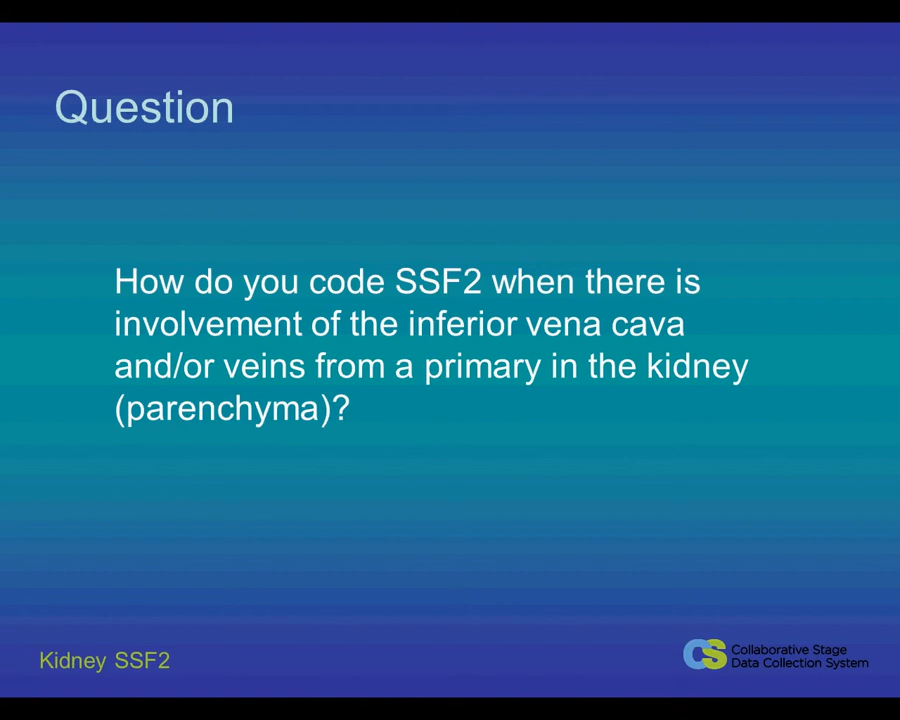 Question
How do you code SSF2 when there is
involvement of the inferior vena cava
and/or veins from a primary in the kidney
(parenchyma)?
Kidney SSF2
CS Collaborative Stage
Data Collection System